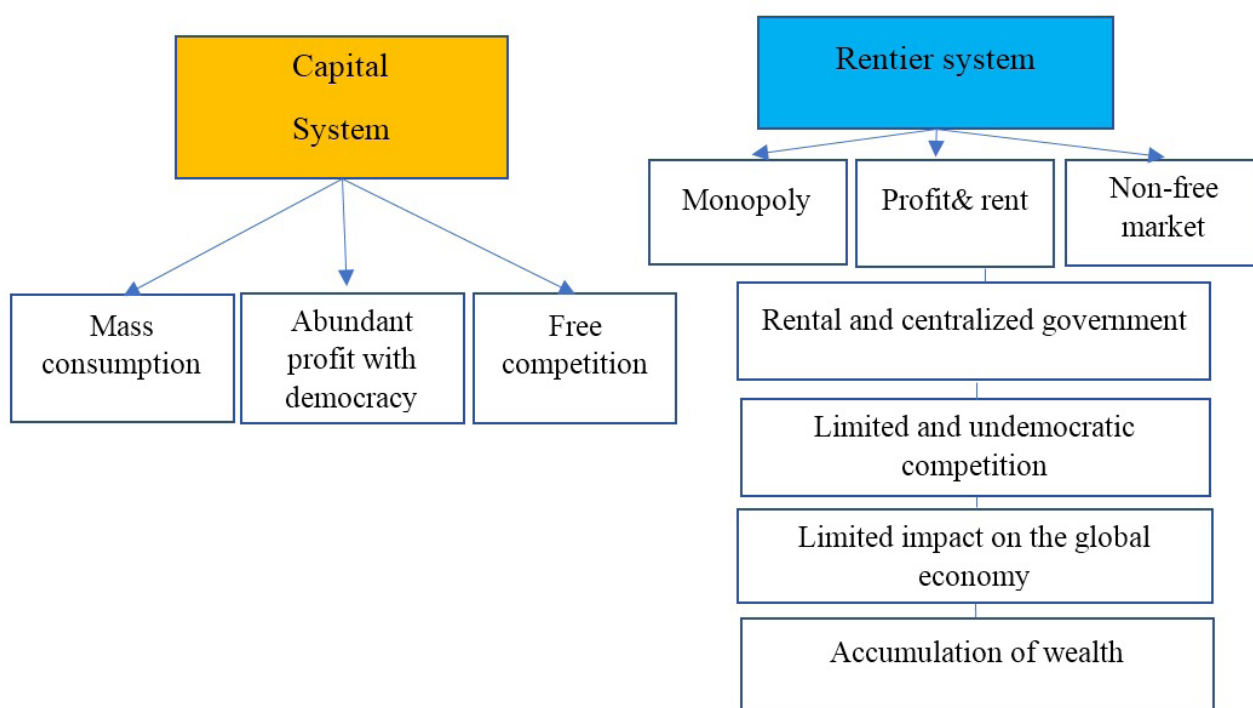 Capital
System
Mass
consumption
Abundant
profit with
democracy
Free
competition
Rentier system
Monopoly
Profit& rent
Non-free
market
Rental and centralized government
Limited and undemocratic
competition
Limited impact on the global
economy
Accumulation of wealth